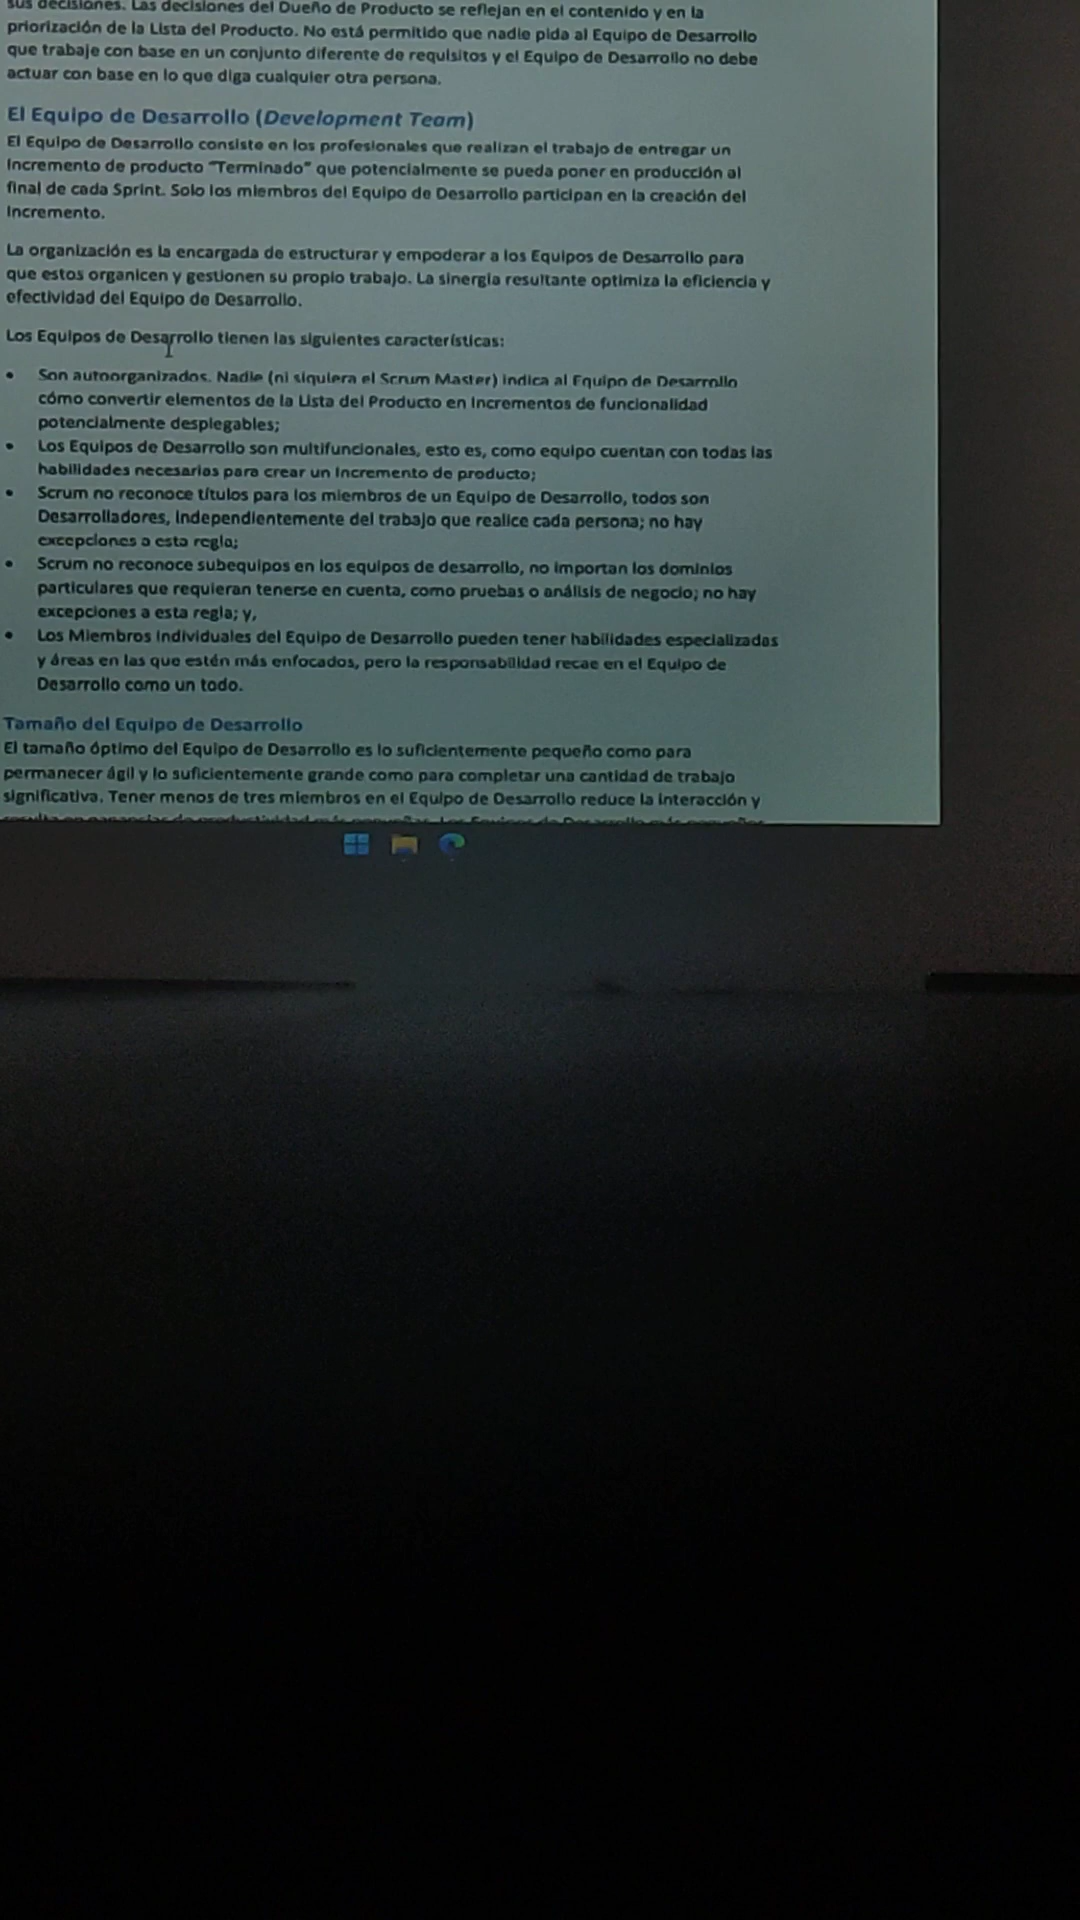 sus decisiones. Las decisiones del Dueño de Producto se reflejan en el contenido y en la
priorización de la Lista del Producto. No está permitido que nadie pida al Equipo de Desarrollo
que trabaje con base en un conjunto diferente de requisitos y el Equipo de Desarrollo no debe
actuar con base en lo que diga cualquier otra persona.
El Equipo de Desarrollo (Development Team)
El Equipo de Desarrollo consiste en los profesionales que realizan el trabajo de entregar un
Incremento de producto “Terminado” que potencialmente se pueda poner en producción al
final de cada Sprint. Solo los miembros del Equipo de Desarrollo participan en la creación del
Incremento.
La organización es la encargada de estructurar y empoderar a los Equipos de Desarrollo para
que estos organicen y gestionen su propio trabajo. La sinergia resultante optimiza la eficiencia y
efectividad del Equipo de Desarrollo.
Los Equipos de Desarrollo tienen las siguientes características:
• Son autoorganizados. Nadie (ni siquiera el Scrum Master) indica al Equipo de Desarrollo
cómo convertir elementos de la Lista del Producto en Incrementos de funcionalidad
potencialmente desplegables;
• Los Equipos de Desarrollo son multifuncionales, esto es, como equipo cuentan con todas las
habilidades necesarias para crear un Incremento de producto;
• Scrum no reconoce títulos para los miembros de un Equipo de Desarrollo, todos son
Desarrolladores, independientemente del trabajo que realice cada persona; no hay
excepciones a esta regla;
• Scrum no reconoce subequipos en los equipos de desarrollo, no importan los dominios
particulares que requieran tenerse en cuenta, como pruebas o análisis de negocio; no hay
excepciones a esta regla; y,
• Los Miembros Individuales del Equipo de Desarrollo pueden tener habilidades especializadas
y áreas en las que estén más enfocados, pero la responsabilidad recae en el Equipo de
Desarrollo como un todo.
Tamaño del Equipo de Desarrollo
El tamaño óptimo del Equipo de Desarrollo es lo suficientemente pequeño como para
permanecer ágil y lo suficientemente grande como para completar una cantidad de trabajo
significativa. Tener menos de tres miembros en el Equipo de Desarrollo reduce la interacción y